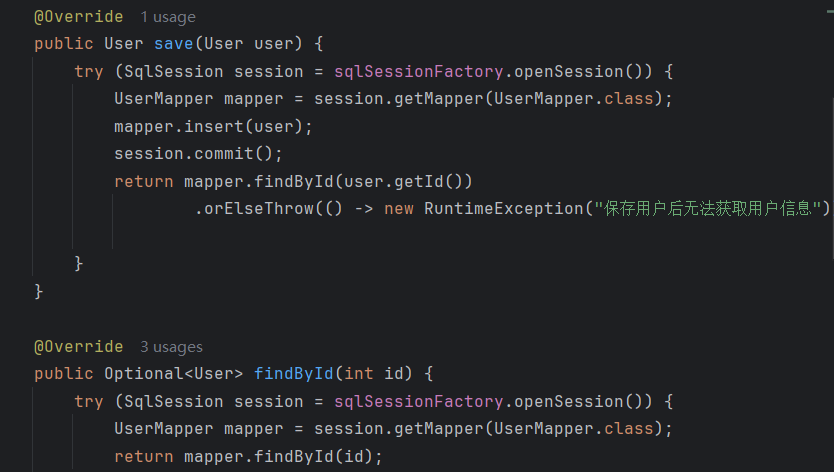 @Override 1 usage
public User save(User user) {
try (SqlSession session = sqlSessionFactory.openSession()) {
UserMapper mapper = session.getMapper(UserMapper.class);
mapper.insert(user);
session.commit();
return mapper.findById(user.getId())
.orElseThrow(() -> new RuntimeException("保存用户后无法获取用户信息")
}
}
@Override 3 usages
public Optional<User> findById(int id) {
try (SqlSession session = sqlSessionFactory.openSession()) {
UserMapper mapper = session.getMapper(UserMapper.class);
return mapper.findById(id);